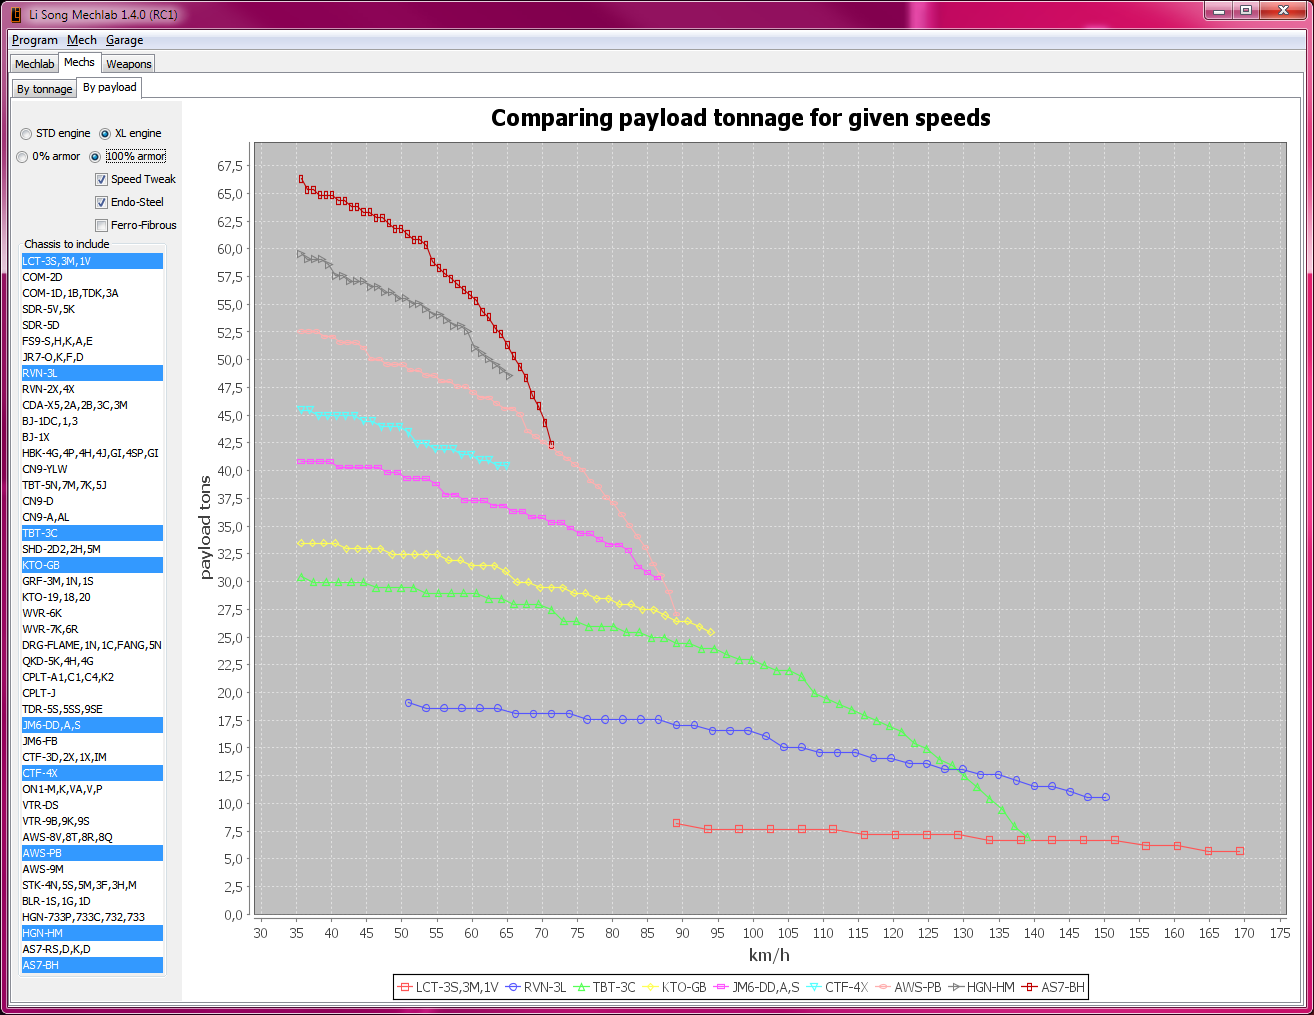 Li Song Mechlab 1.4.0 (RC1)
Program Mech Garage
Mechlab Mechs Weapons
By tonnage By payload
STD engine XL engine
0% armor 100% armor
Speed Tweak
Endo-Steel
Ferro-Fibrous
Chassis to include
LCT-3S,3M,1V
COM-2D
COM-1D,1B,TDK,3A
SDR-5V,5K
SDR-5D
FS9-S,H,K,A,E
JR7-O,K,F,D
RVN-3L
RVN-2X,4X
CDA-X5,2A,2B,3C,3M
BJ-1DC,1,3
BJ-1X
HBK-4G,4P,4H,4J,GI,4SP,GI
CN9-YLW
TBT-5N,7M,7K,5J
CN9-D
CN9-A,AL
TBT-3C
SHD-2D2,2H,5M
KTO-GB
GRF-3M,1N,1S
KTO-19,18,20
WVR-6K
WVR-7K,6R
DRG-FLAME,1N,1C,FANG,5N
QKD-5K,4H,4G
CPLT-A1,C1,C4,K2
CPLT-J
TDR-5S,5SS,9SE
JM6-DD,A,S
JM6-FB
CTF-3D,2X,1X,IM
CTF-4X
ON1-M,K,VA,V,P
VTR-DS
VTR-9B,9K,9S
AWS-8V,8T,8R,8Q
AWS-PB
AWS-9M
STK-4N,5S,5M,3F,3H,M
BLR-1S,1G,1D
HGN-733P,733C,732,733
HGN-HM
AS7-RS,D,K,D
AS7-BH
Comparing payload tonnage for given speeds
payload tons
67,5
65,0
62,5
60,0
57,5
55,0
52,5
50,0
47,5
45,0
42,5
40,0
37,5
35,0
32,5
30,0
27,5
25,0
22,5
20,0
17,5
15,0
12,5
10,0
7,5
5,0
2,5
0,0
30 35 40 45 50 55 60 65 70 75 80 85 90 95 100 105 110 115 120 125 130 135 140 145 150 155 160 165 170 175
km/h
LCT-3S,3M,1V RVN-3L TBT-3C KTO-GB JM6-DD,A,S CTF-4X AWS-PB HGN-HM AS7-BH